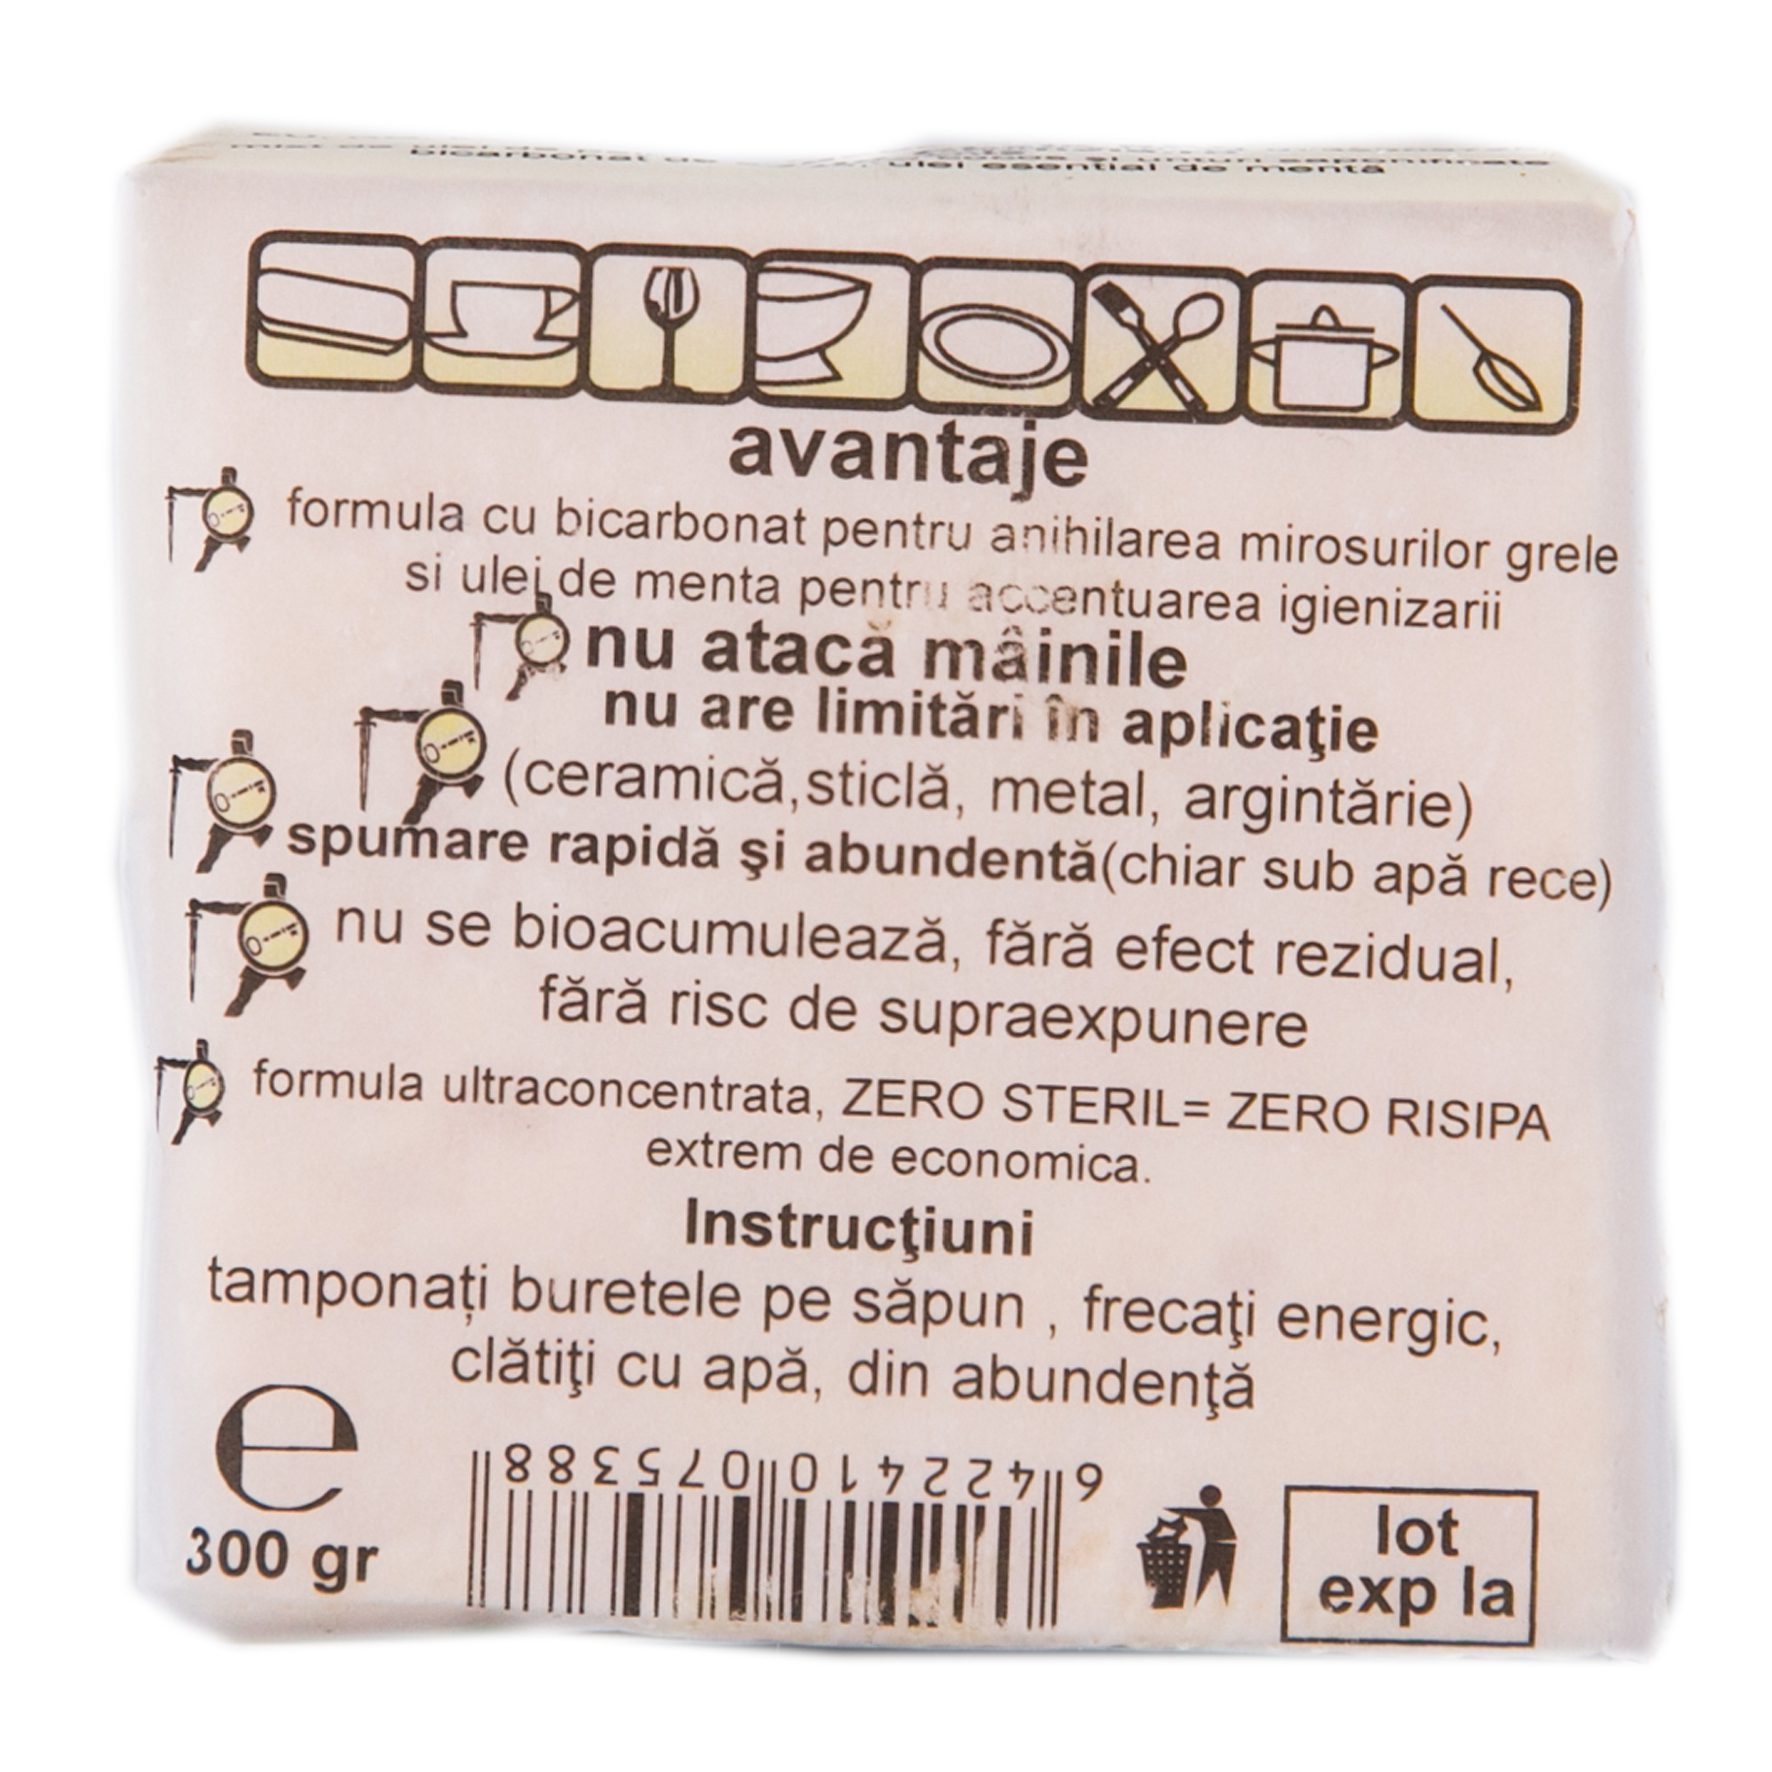 bicarbonat de
ulei esential de mentă
avantaje
formula cu bicarbonat pentru anihilarea mirosurilor grele
si ulei de menta pentru accentuarea igienizarii
nu atacă mâinile
nu are limitări în aplicaţie
(ceramică,sticlă, metal, argintărie)
spumare rapidă şi abundentă(chiar sub apă rece)
nu se bioacumulează, fără efect rezidual,
fără risc de supraexpunere
formula ultraconcentrata, ZERO STERIL= ZERO RISIPA
extrem de economica.
Instrucţiuni
tamponați buretele pe săpun , frecaţi energic,
clătiţi cu apă, din abundenţă
e
300 gr
6 422410 075388
lot
exp la